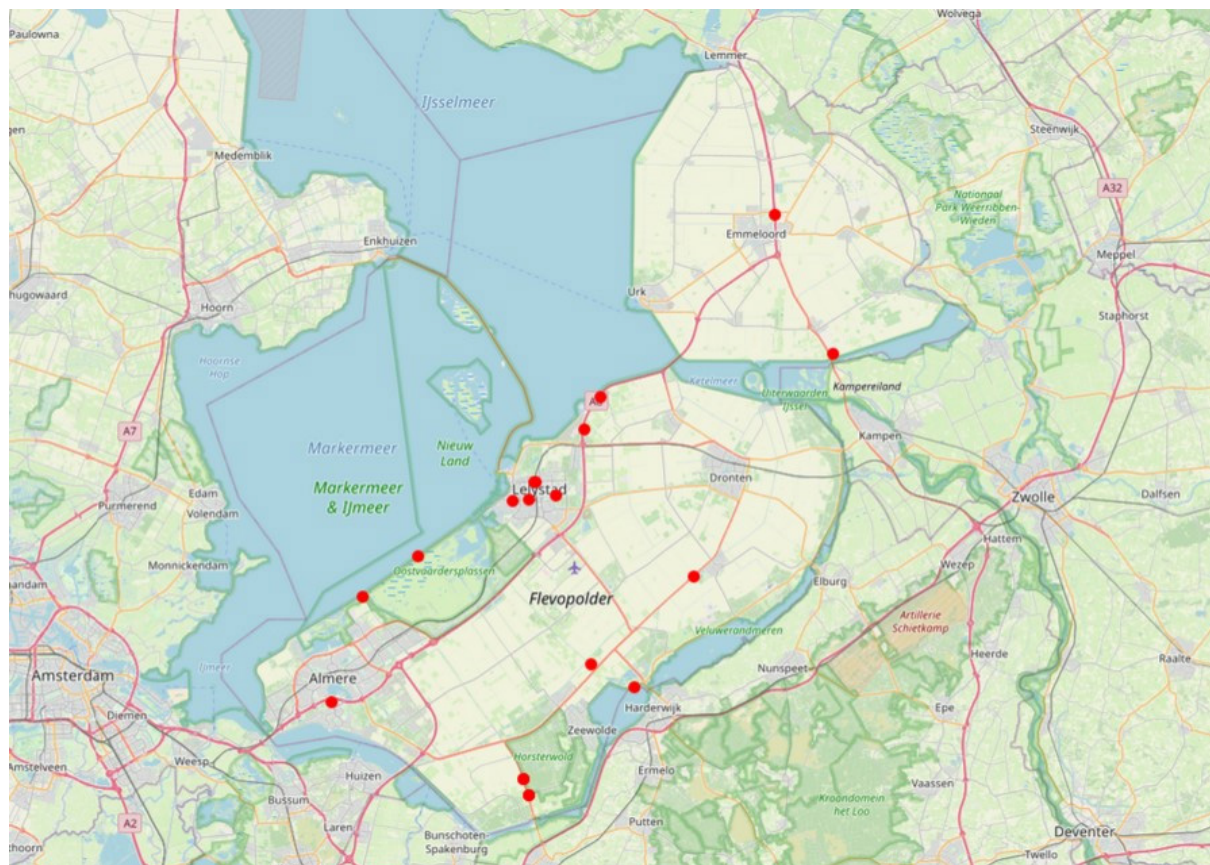 Paulowna
Wolvega
Lemmer
IJsselmeer
Steenwijk
Medemblik
A32
Nationaal
Park Weerribben-
Wieden
Emmeloord
Enkhuizen
Meppel
hugowaard
Urk
Hoorn
Staphorst
Hoornse
Hop
Ketelmeer
Kampereiland
Uiterwaarden
IJssel
A7
Markermeer
Nieuw
Land
Kampen
Markermeer
& IJmeer
Lelystad
Dronten
Zwolle
Dalfsen
Edam
Purmerend
Volendam
Hattem
Monnickendam
Oostvaardersplassen
Wezep
Elburg
Flevopolder
Artillerie
Schietkamp
Veluwerandmeren
IJmeer
Heerde
Raalte
Nunspeet
Amsterdam
Almere
Harderwijk
Epe
Diemen
Zeewolde
Weesp
Horsterwold
Ermelo
Amstelveen
Huizen
Vaassen
Bussum
Kroondomein
het Loo
A2
Laren
Bunschoten
Spakenburg
Putten
Deventer
Twello